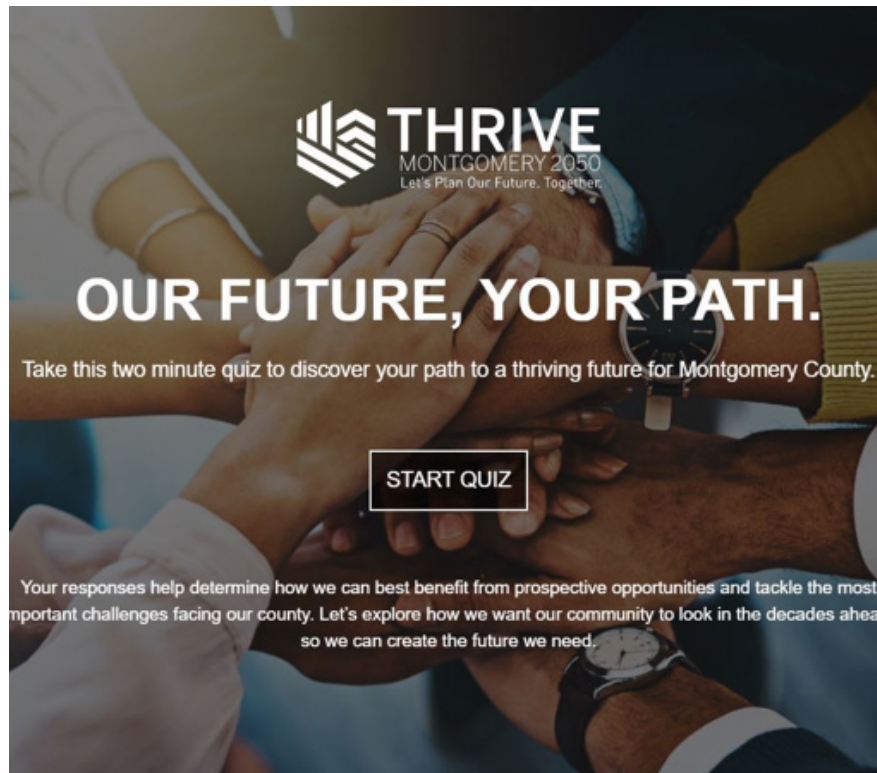 THRIVE
MONTGOMERY 2050
Let's Plan Our Future. Together.
OUR FUTURE, YOUR PATH.
Take this two minute quiz to discover your path to a thriving future for Montgomery County.
START QUIZ
Your responses help determine how we can best benefit from prospective opportunities and tackle the most
mportant challenges facing our county. Let's explore how we want our community to look in the decades ahea
so we can create the future we need.